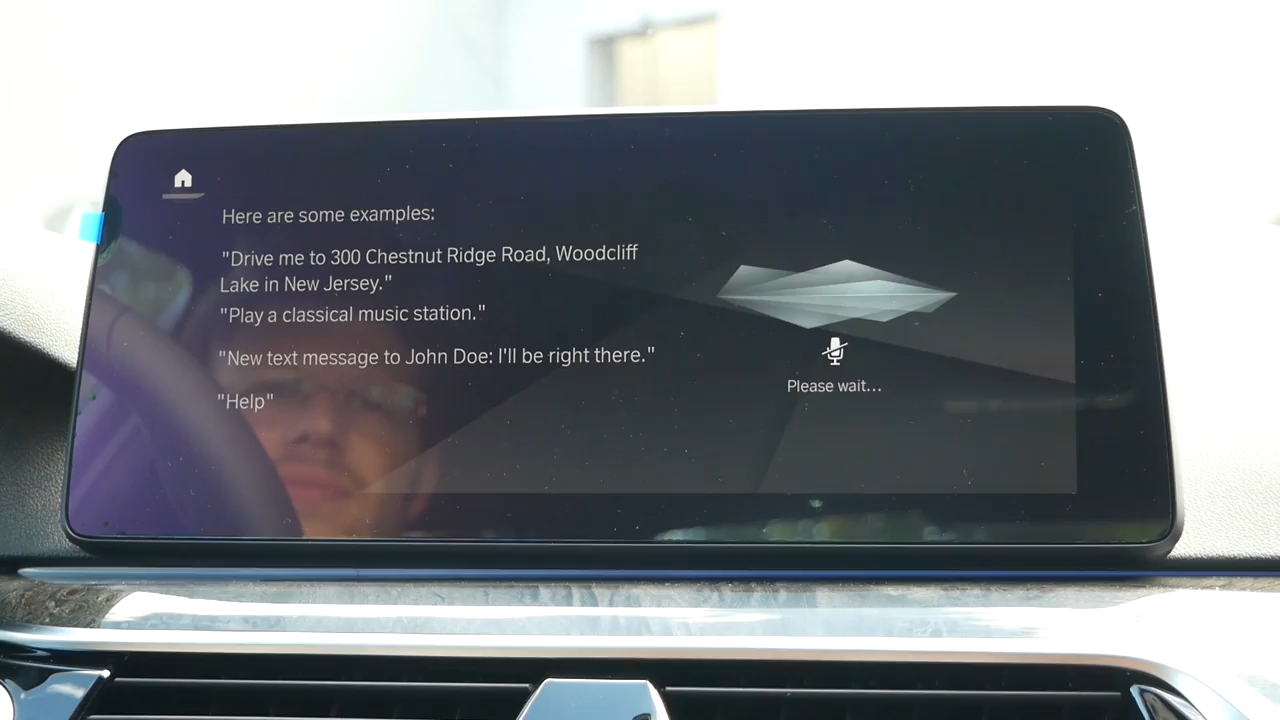 Here are some examples:
"Drive me to 300 Chestnut Ridge Road, Woodcliff
Lake in New Jersey."
"Play a classical music station."
"New text message to John Doe: I'll be right there."
"Help"
Please wait...